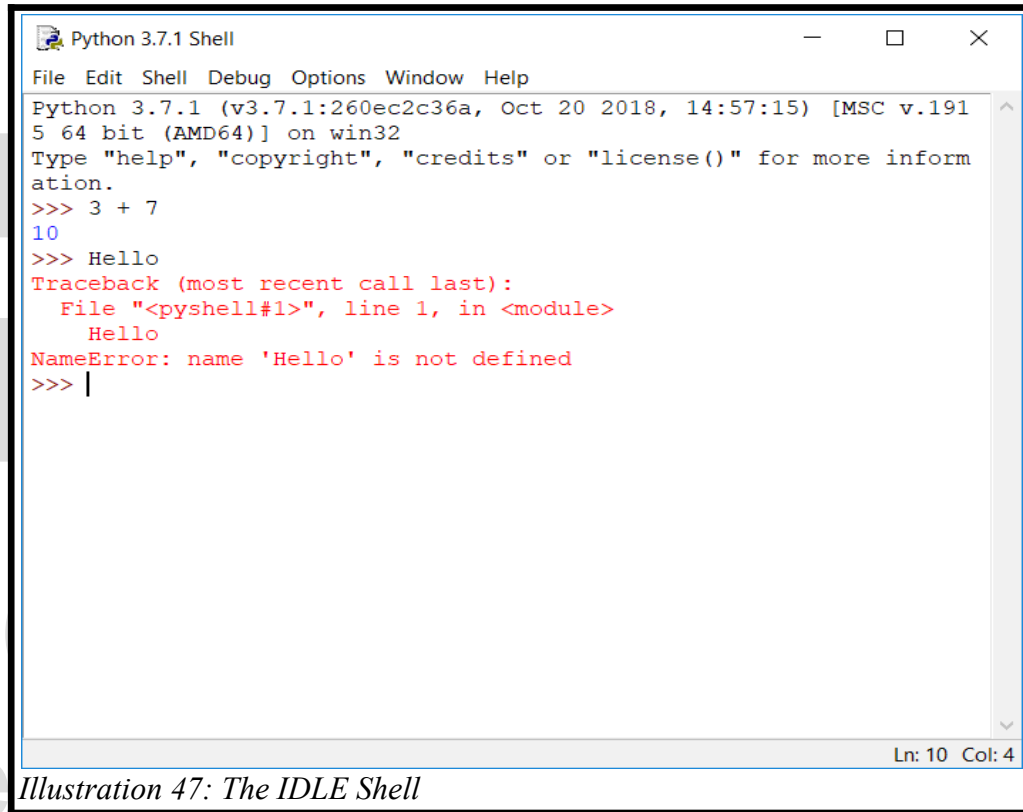 Python 3.7.1 Shell
File Edit Shell Debug Options Window Help
Python 3.7.1 (v3.7.1:260ec2c36a, Oct 20 2018, 14:57:15) [MSC v.191
5 64 bit (AMD64)] on win32
Type "help", "copyright", "credits" or "license()" for more inform
ation.
>>> 3 + 7
10
>>> Hello
Traceback (most recent call last):
  File "<pyshell#1>", line 1, in <module>
    Hello
NameError: name 'Hello' is not defined
>>>
Ln: 10 Col: 4
Illustration 47: The IDLE Shell